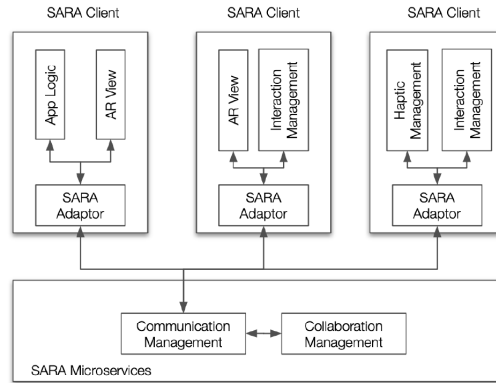 SARA Client
SARA Client
SARA Client
App Logic
AR View
AR View
Interaction
Management
Haptic
Management
Interaction
Management
SARA
Adaptor
SARA
Adaptor
SARA
Adaptor
Communication
Management
Collaboration
Management
SARA Microservices